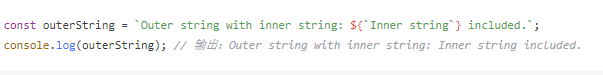 const outerString = `Outer string with inner string: ${`Inner string`} included.`;
console.log(outerString); // 输出：Outer string with inner string: Inner string included.